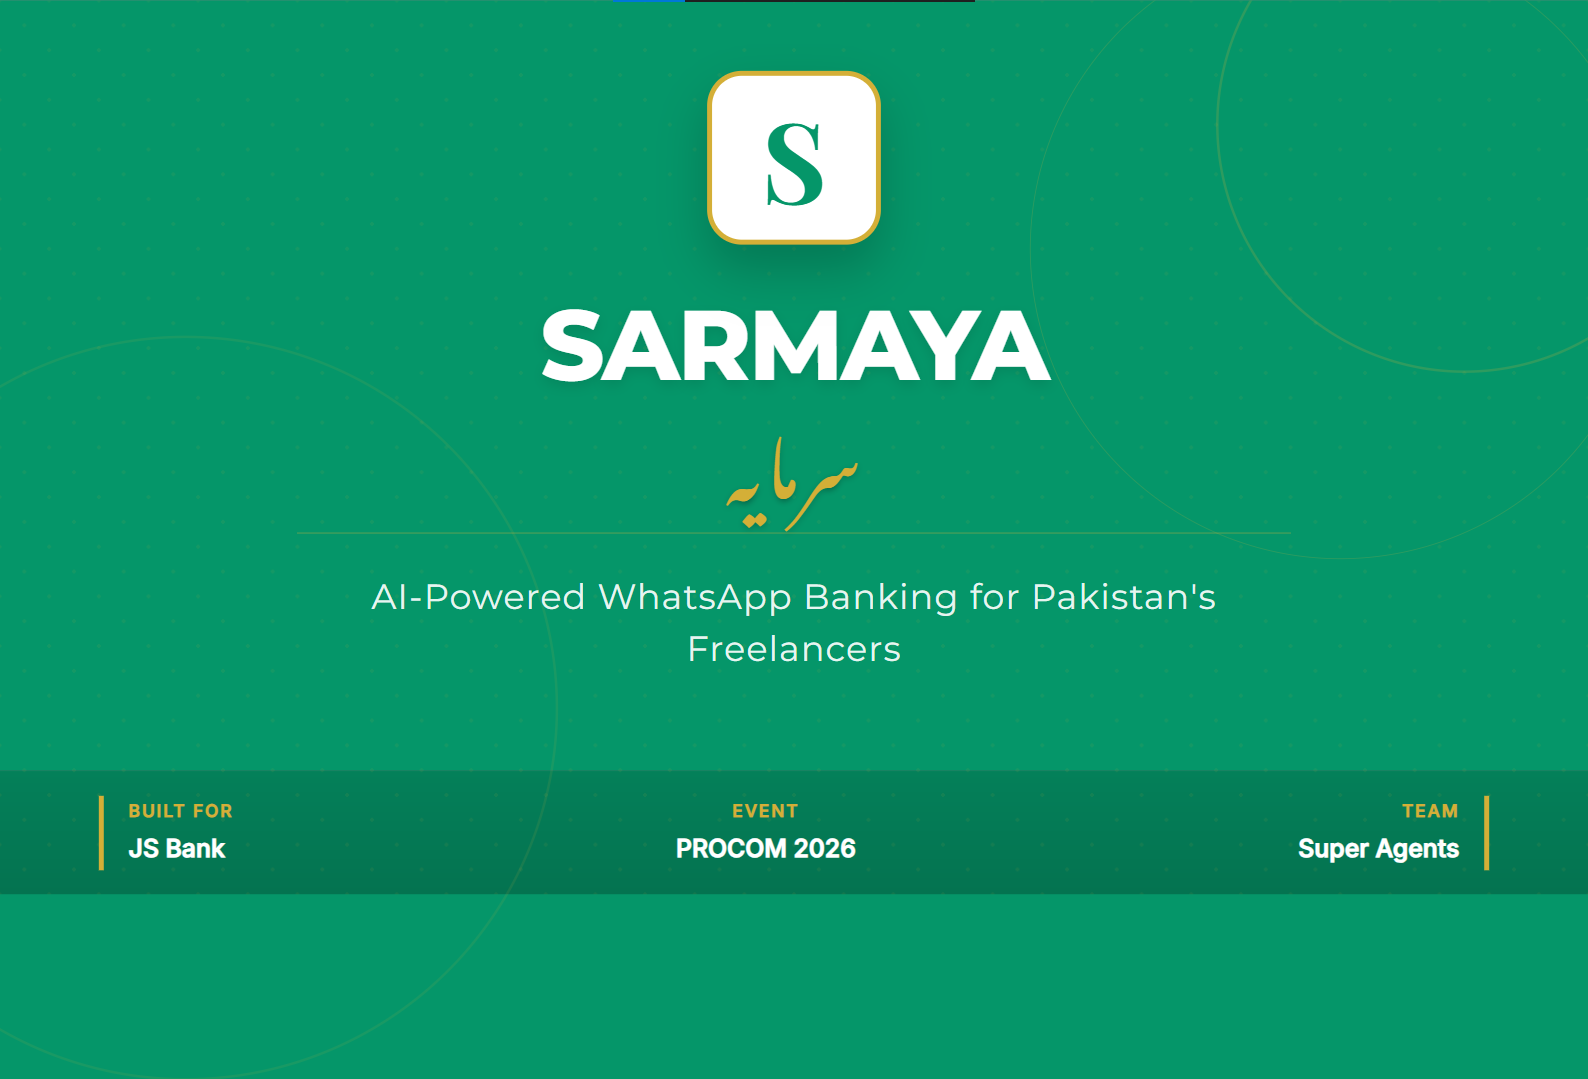 S
SARMAYA
سرمایہ
AI-Powered WhatsApp Banking for Pakistan's
Freelancers
BUILT FOR
JS Bank
EVENT
PROCOM 2026
TEAM
Super Agents